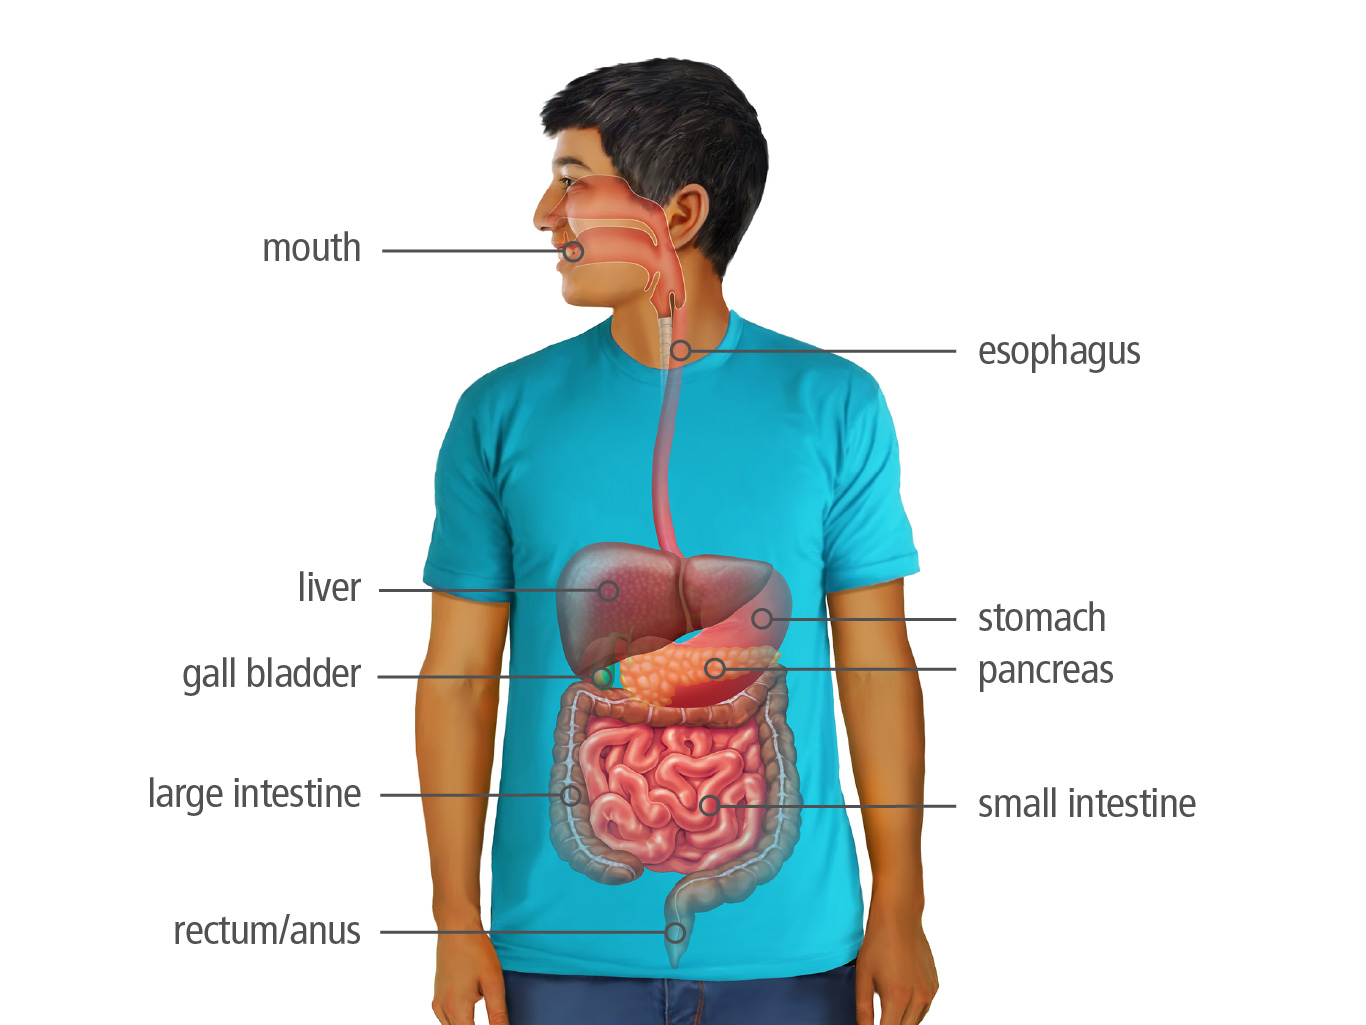 mouth
esophagus
liver
stomach
gall bladder
pancreas
large intestine
small intestine
rectum/anus